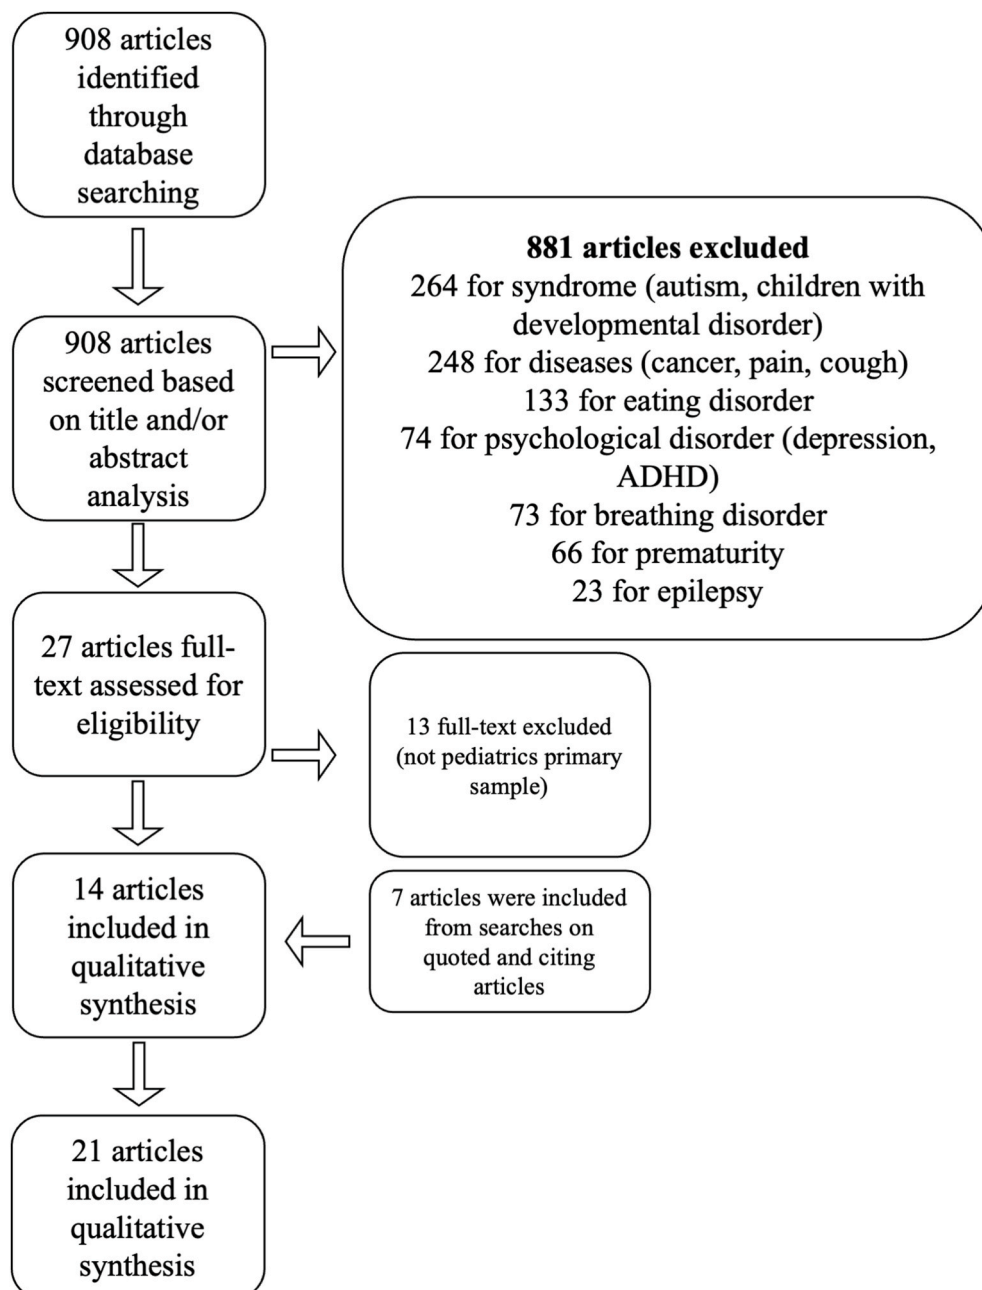 908 articles
identified
through
database
searching
908 articles
screened based
on title and/or
abstract
analysis
881 articles excluded
264 for syndrome (autism, children with
developmental disorder)
248 for diseases (cancer, pain, cough)
133 for eating disorder
74 for psychological disorder (depression,
ADHD)
73 for breathing disorder
66 for prematurity
23 for epilepsy
27 articles full-
text assessed for
eligibility
13 full-text excluded
(not pediatrics primary
sample)
14 articles
included in
qualitative
synthesis
7 articles were included
from searches on
quoted and citing
articles
21 articles
included in
qualitative
synthesis